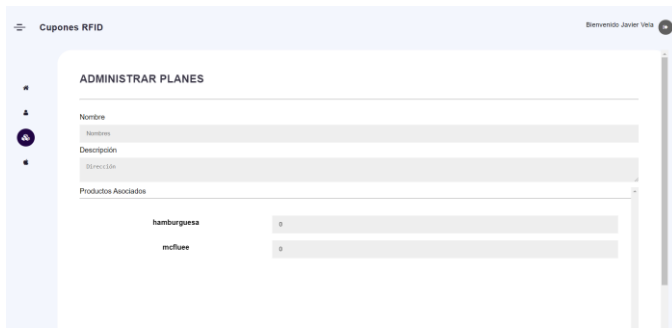 Cupones RFID
Bienvenido Javier Vela
ADMINISTRAR PLANES
Nombre
Nombres
Descripción
Dirección
Productos Asociados
hamburguesa
0
mcfluee
0